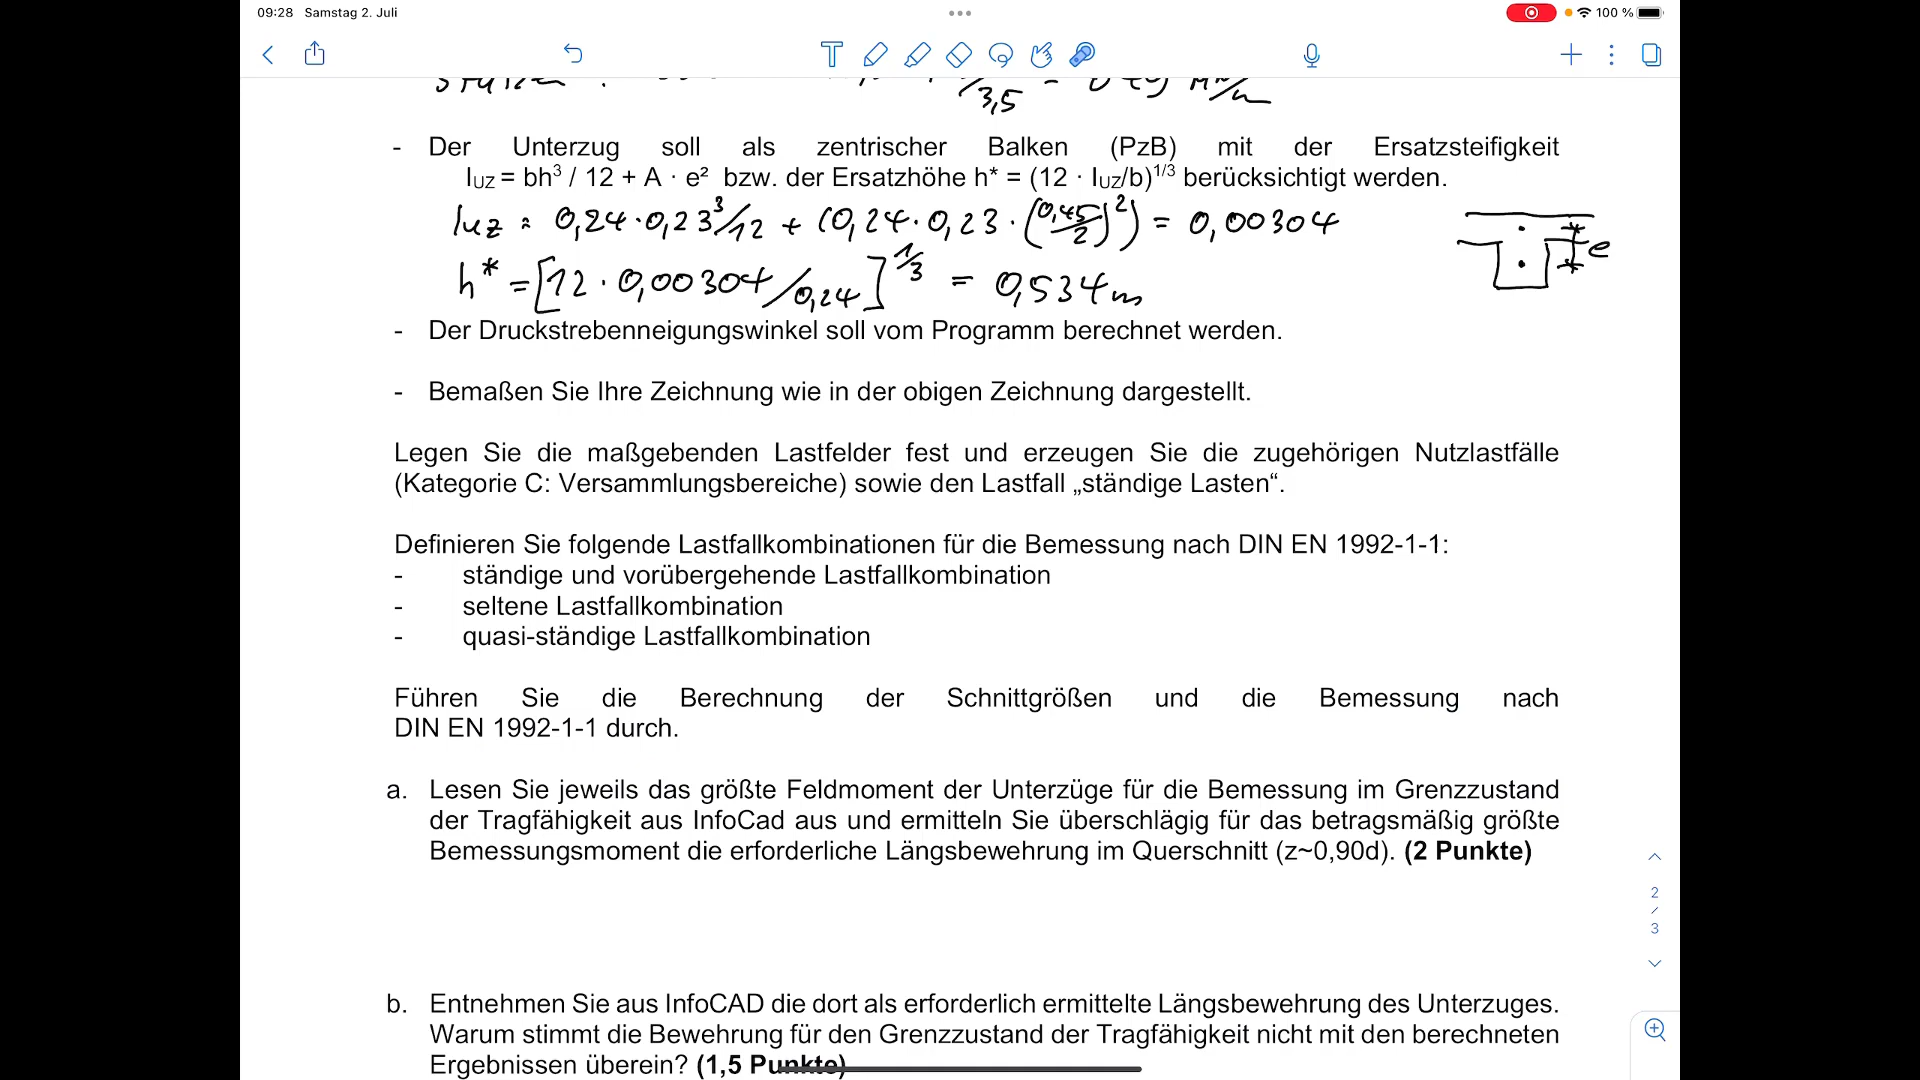 09:28 Samstag 2. Juli
100 %
3,5
- Der Unterzug soll als zentrischer Balken (PzB) mit der Ersatzsteifigkeit
IUZ = bh³ / 12 + A · e² bzw. der Ersatzhöhe h* = (12 · IUZ/b)1/3 berücksichtigt werden.
Iuz = 0,24·0,23³/12 + (0,24·0,23·(0,45/2)²) = 0,00304
e
h* = [12·0,00304/0,24]1/3 = 0,534m
- Der Druckstrebenneigungswinkel soll vom Programm berechnet werden.
- Bemaßen Sie Ihre Zeichnung wie in der obigen Zeichnung dargestellt.
Legen Sie die maßgebenden Lastfelder fest und erzeugen Sie die zugehörigen Nutzlastfälle
(Kategorie C: Versammlungsbereiche) sowie den Lastfall „ständige Lasten“.
Definieren Sie folgende Lastfallkombinationen für die Bemessung nach DIN EN 1992-1-1:
- ständige und vorübergehende Lastfallkombination
- seltene Lastfallkombination
- quasi-ständige Lastfallkombination
Führen Sie die Berechnung der Schnittgrößen und die Bemessung nach
DIN EN 1992-1-1 durch.
a. Lesen Sie jeweils das größte Feldmoment der Unterzüge für die Bemessung im Grenzzustand
der Tragfähigkeit aus InfoCad aus und ermitteln Sie überschlägig für das betragsmäßig größte
Bemessungsmoment die erforderliche Längsbewehrung im Querschnitt (z~0,90d). (2 Punkte)
2
/
3
b. Entnehmen Sie aus InfoCAD die dort als erforderlich ermittelte Längsbewehrung des Unterzuges.
Warum stimmt die Bewehrung für den Grenzzustand der Tragfähigkeit nicht mit den berechneten
Ergebnissen überein? (1,5 Punkte)